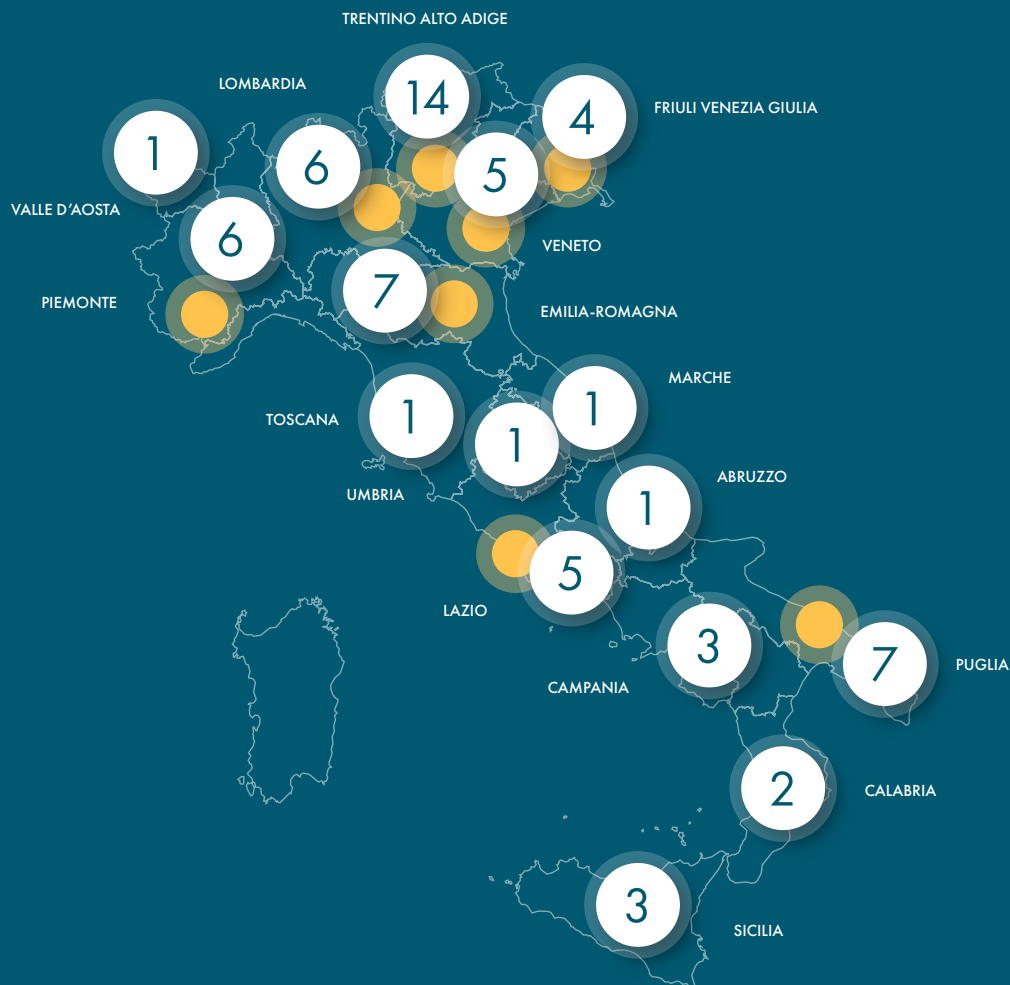 TRENTINO ALTO ADIGE
14
LOMBARDIA
6
4
FRIULI VENEZIA GIULIA
1
VALLE D'AOSTA
5
VENETO
6
PIEMONTE
7
EMILIA-ROMAGNA
MARCHE
1
TOSCANA
1
1
UMBRIA
ABRUZZO
1
5
LAZIO
3
CAMPANIA
7
PUGLIA
2
CALABRIA
3
SICILIA